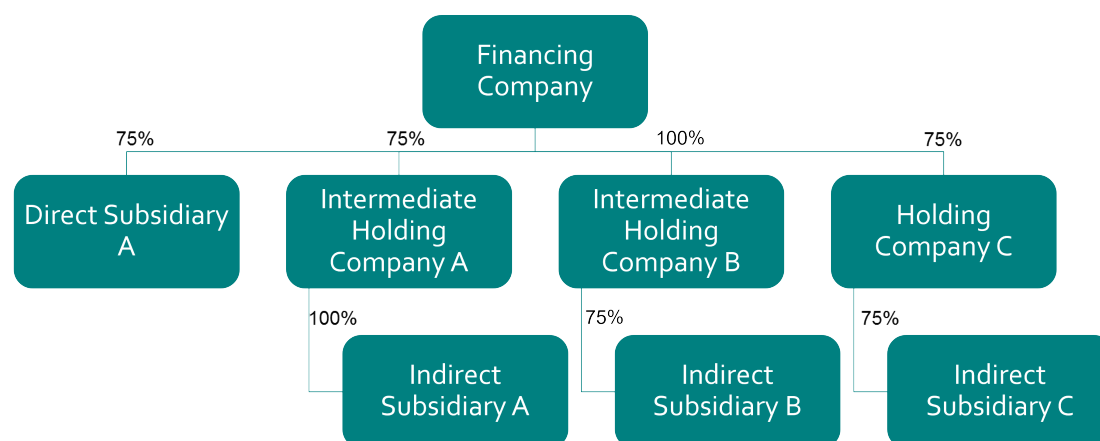 Financing
Company
75%
75%
100%
75%
Direct Subsidiary
A
Intermediate
Holding
Company A
Intermediate
Holding
Company B
Holding
Company C
100%
75%
75%
Indirect
Subsidiary A
Indirect
Subsidiary B
Indirect
Subsidiary C